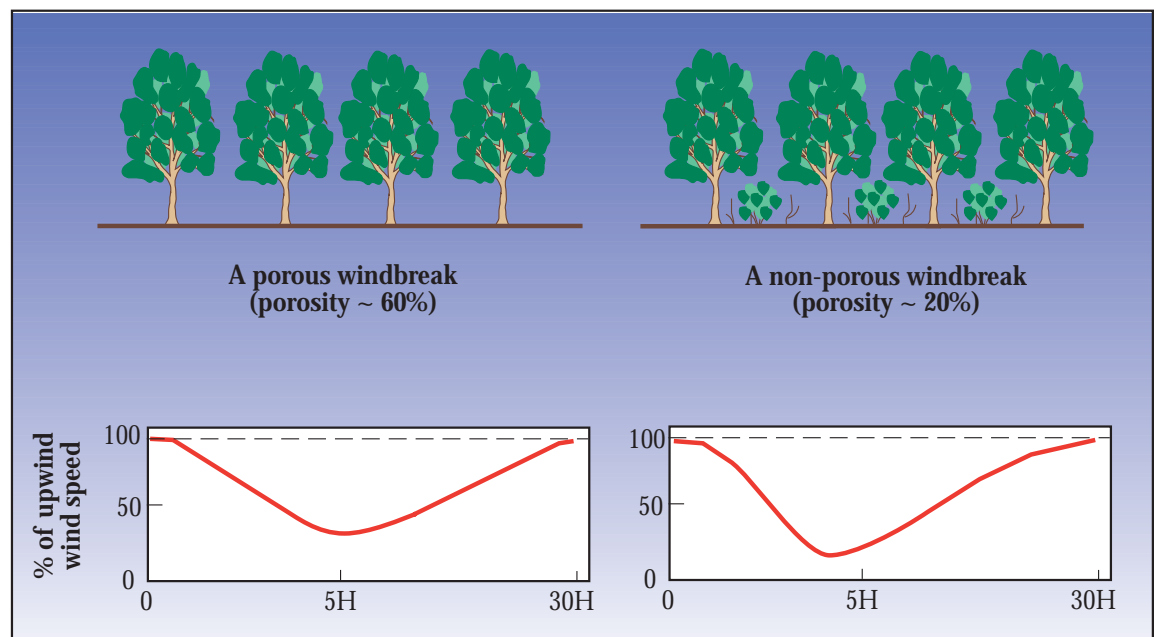 A porous windbreak
(porosity ~ 60%)
A non-porous windbreak
(porosity ~ 20%)
% of upwind
wind speed
100
50
0
0
5H
30H
100
50
0
0
5H
30H